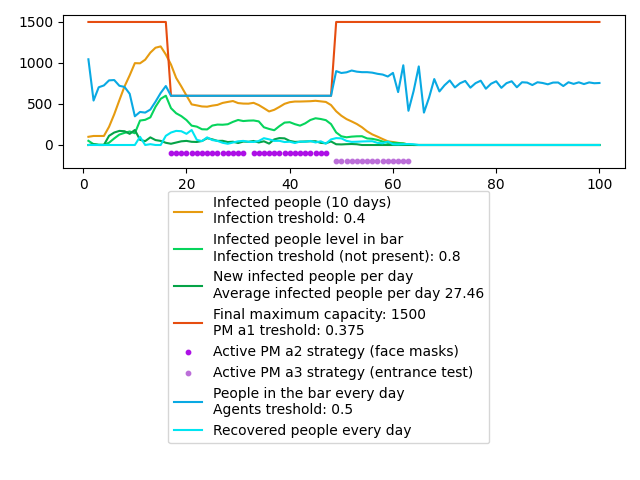 1500
1000
500
0
0 20 40 60 80 100
Infected people (10 days)
Infection treshold: 0.4
Infected people level in bar
Infection treshold (not present): 0.8
New infected people per day
Average infected people per day 27.46
Final maximum capacity: 1500
PM a1 treshold: 0.375
Active PM a2 strategy (face masks)
Active PM a3 strategy (entrance test)
People in the bar every day
Agents treshold: 0.5
Recovered people every day